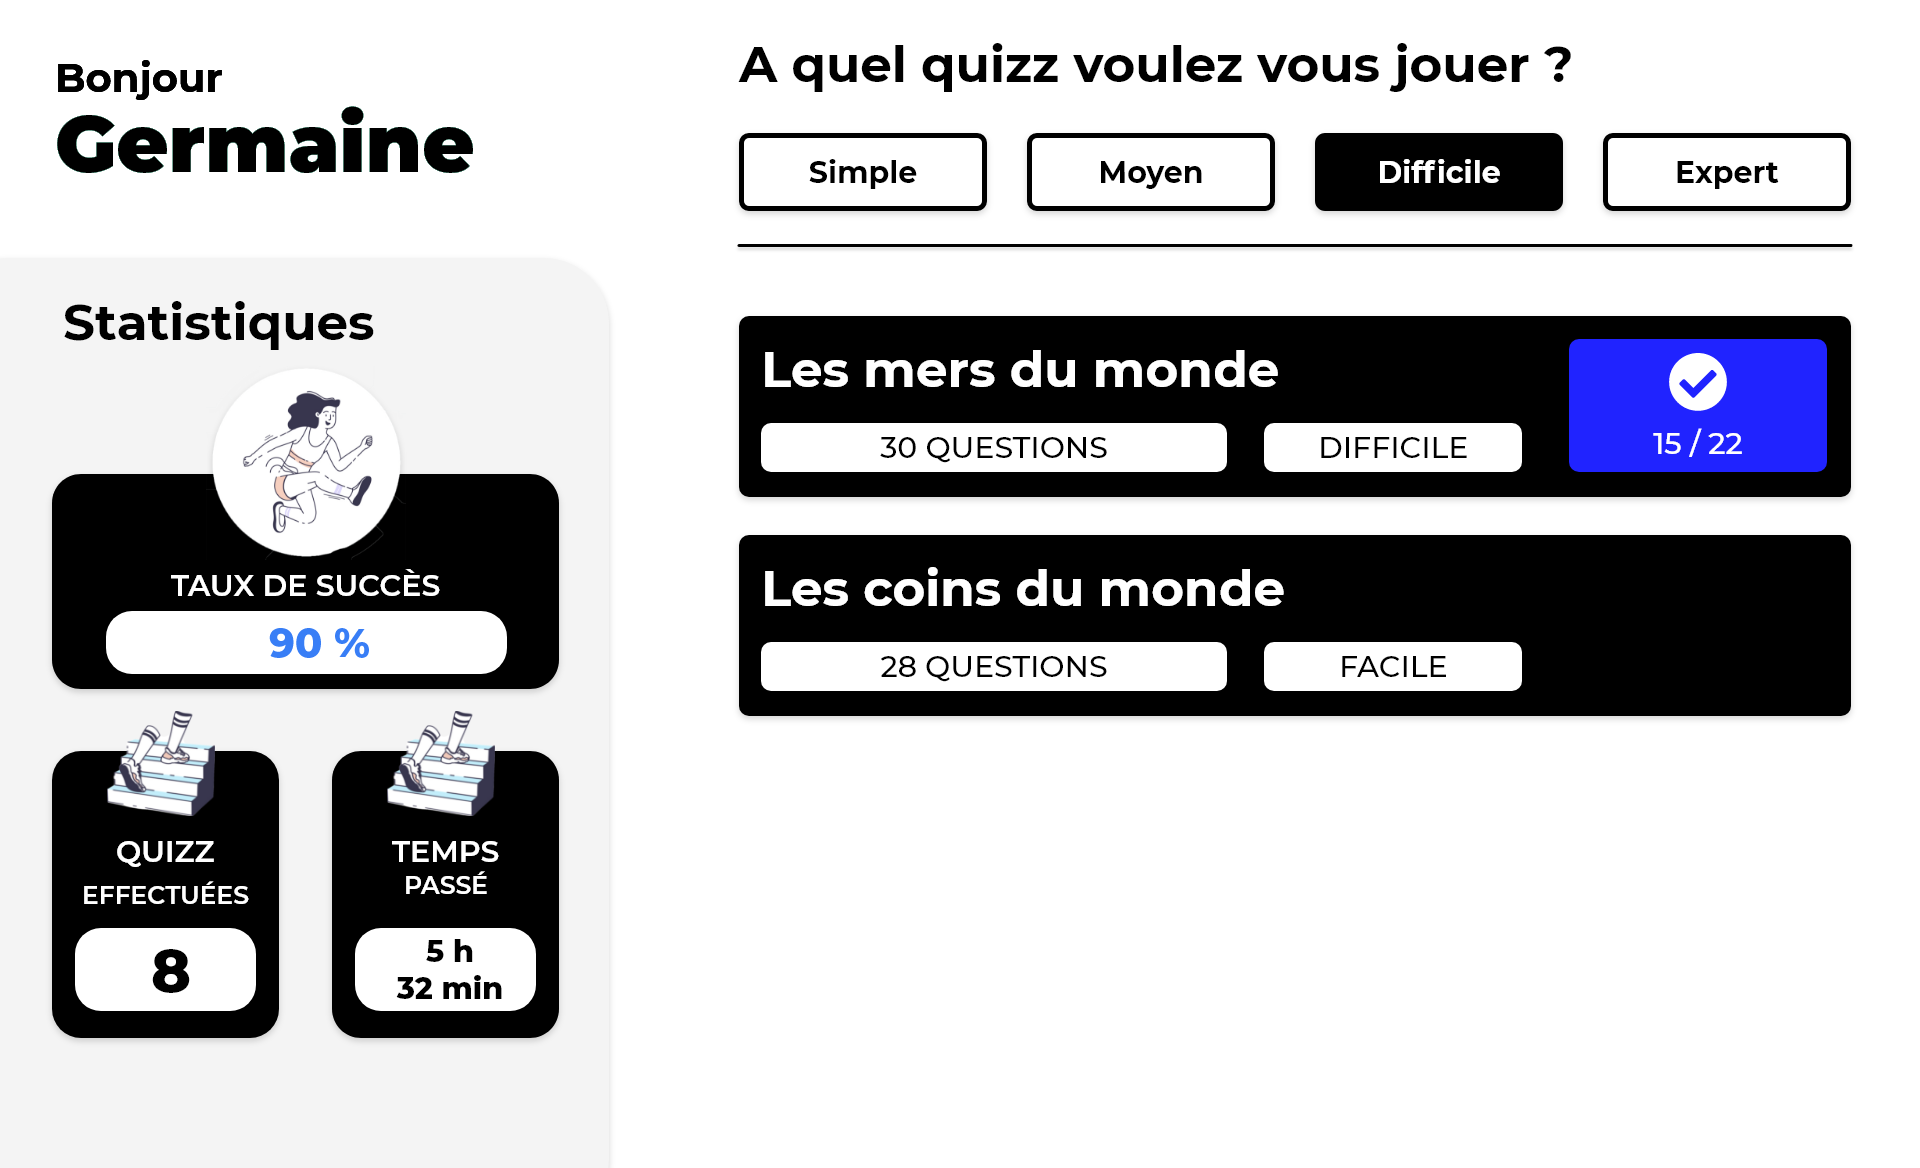 Bonjour
Germaine
Statistiques
TAUX DE SUCCÈS
90 %
QUIZZ
EFFECTUÉES
8
TEMPS
PASSÉ
5 h
32 min
A quel quizz voulez vous jouer ?
Simple
Moyen
Difficile
Expert
Les mers du monde
30 QUESTIONS
DIFFICILE
15 / 22
Les coins du monde
28 QUESTIONS
FACILE